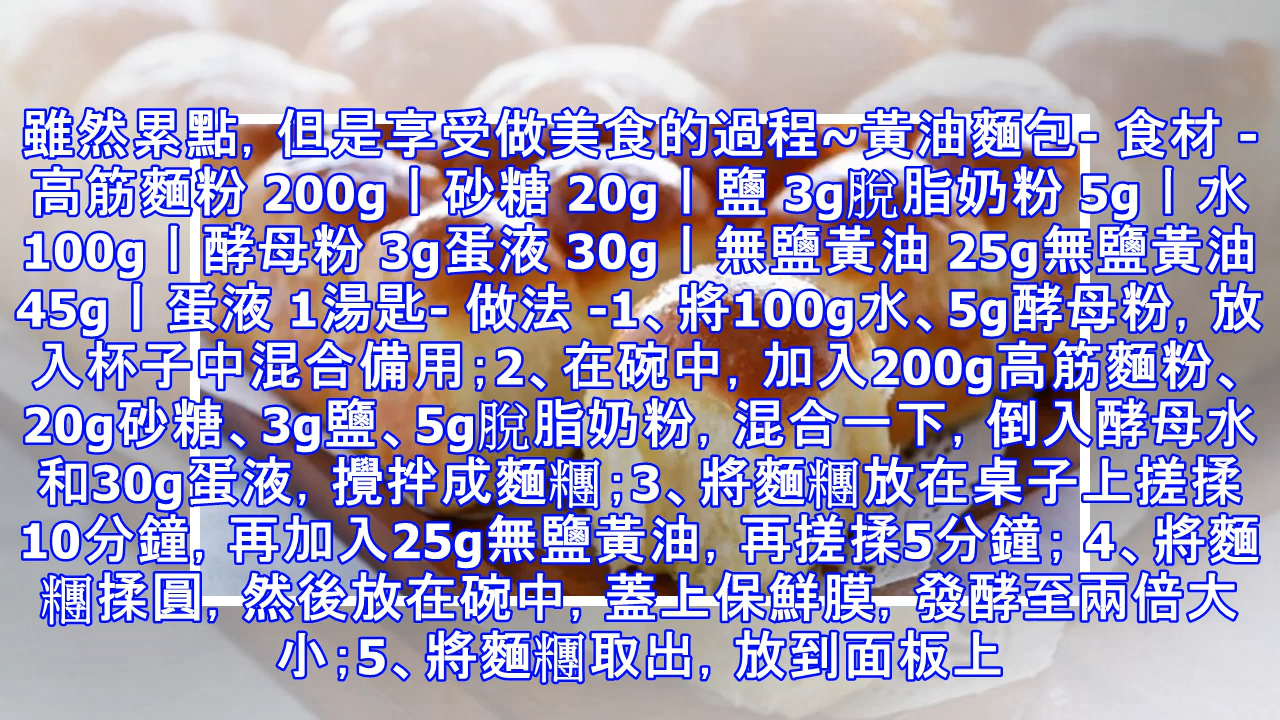 雖然累點, 但是享受做美食的過程~黃油麵包- 食材 -
高筋麵粉 200g丨砂糖 20g丨鹽 3g脫脂奶粉 5g丨水
100g丨酵母粉 3g蛋液 30g丨無鹽黃油 25g無鹽黃油
45g丨蛋液 1湯匙- 做法 -1、將100g水、5g酵母粉, 放
入杯子中混合備用;2、在碗中, 加入200g高筋麵粉、
20g砂糖、3g鹽、5g脫脂奶粉, 混合一下, 倒入酵母水
和30g蛋液, 攪拌成麵糰;3、將麵糰放在桌子上搓揉
10分鐘, 再加入25g無鹽黃油, 再搓揉5分鐘; 4、將麵
糰揉圓, 然後放在碗中, 蓋上保鮮膜, 發酵至兩倍大
小;5、將麵糰取出, 放到面板上